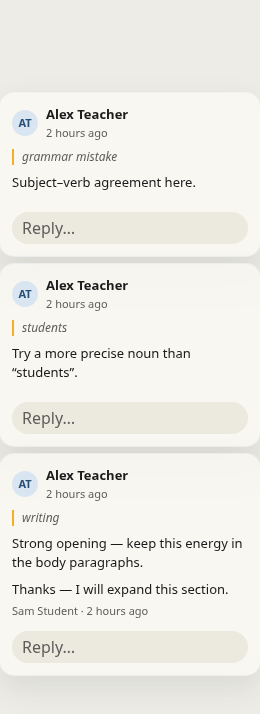 AT
Alex Teacher
2 hours ago
grammar mistake
Subject–verb agreement here.
Reply...
AT
Alex Teacher
2 hours ago
students
Try a more precise noun than
“students”.
Reply...
AT
Alex Teacher
2 hours ago
writing
Strong opening — keep this energy in
the body paragraphs.
Thanks — I will expand this section.
Sam Student · 2 hours ago
Reply...